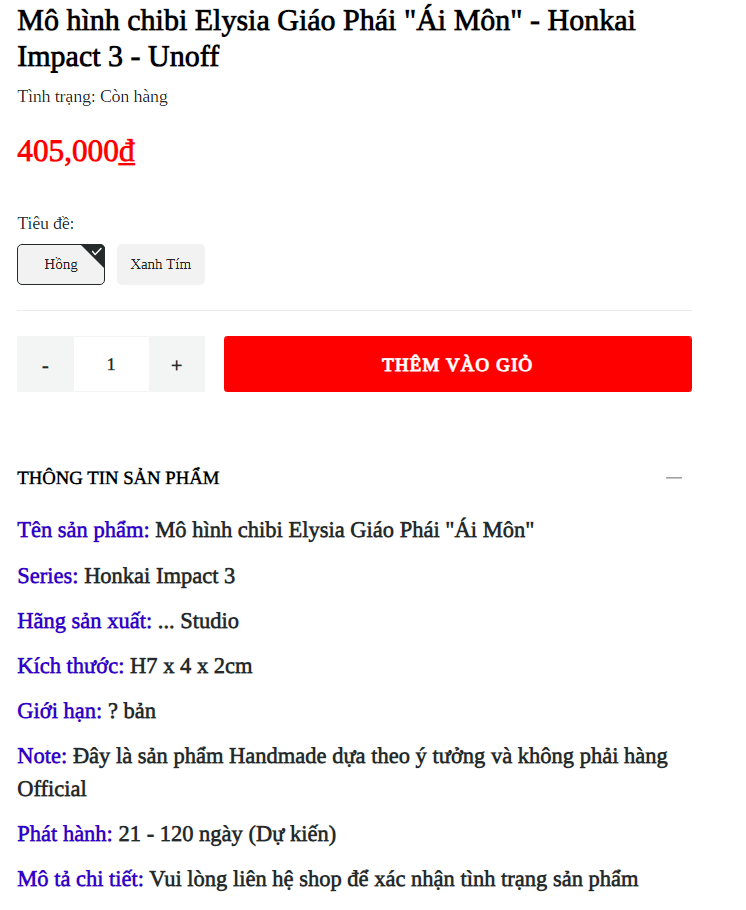 Mô hình chibi Elysia Giáo Phái "Ái Môn" - Honkai
Impact 3 - Unoff
Tình trạng: Còn hàng
405,000₫
Tiêu đề:
Hồng
Xanh Tím
- 1 + THÊM VÀO GIỎ
THÔNG TIN SẢN PHẨM
Tên sản phẩm: Mô hình chibi Elysia Giáo Phái "Ái Môn"
Series: Honkai Impact 3
Hãng sản xuất: ... Studio
Kích thước: H7 x 4 x 2cm
Giới hạn: ? bản
Note: Đây là sản phẩm Handmade dựa theo ý tưởng và không phải hàng
Official
Phát hành: 21 - 120 ngày (Dự kiến)
Mô tả chi tiết: Vui lòng liên hệ shop để xác nhận tình trạng sản phẩm